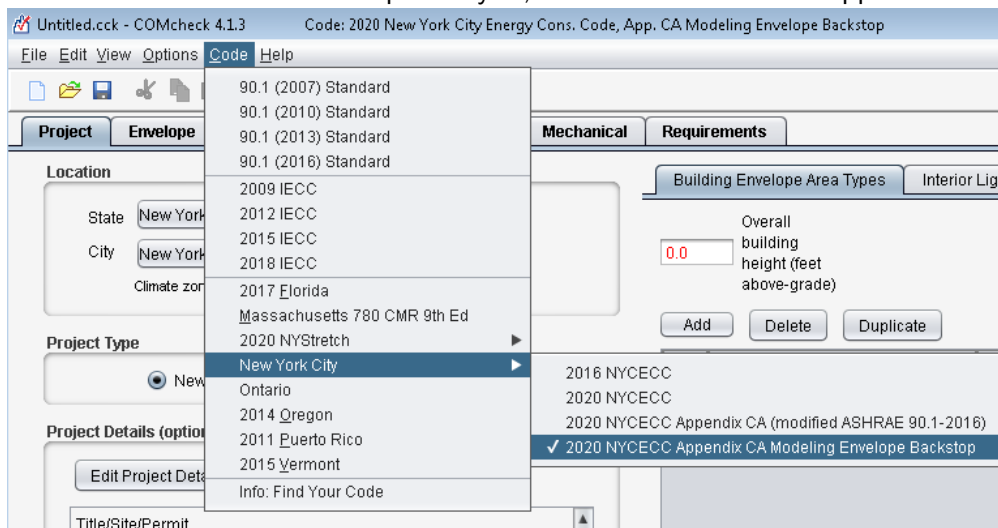 Untitled.cck - COMcheck 4.1.3 Code: 2020 New York City Energy Cons. Code, App. CA Modeling Envelope Backstop
File Edit View Options Code Help
Project Envelope Mechanical Requirements
90.1 (2007) Standard
90.1 (2010) Standard
90.1 (2013) Standard
90.1 (2016) Standard
2009 IECC
2012 IECC
2015 IECC
2018 IECC
2017 Florida
Massachusetts 780 CMR 9th Ed
2020 NYStretch
New York City
Ontario
2014 Oregon
2011 Puerto Rico
2015 Vermont
Info: Find Your Code
2016 NYCECC
2020 NYCECC
2020 NYCECC Appendix CA (modified ASHRAE 90.1-2016)
✓ 2020 NYCECC Appendix CA Modeling Envelope Backstop
Location
State New York
City New York
Climate zon
Project Type
New
Project Details (option
Edit Project Deta
Title/Site/Permit
Building Envelope Area Types Interior Lig
0.0
Overall
building
height (feet
above-grade)
Add Delete Duplicate